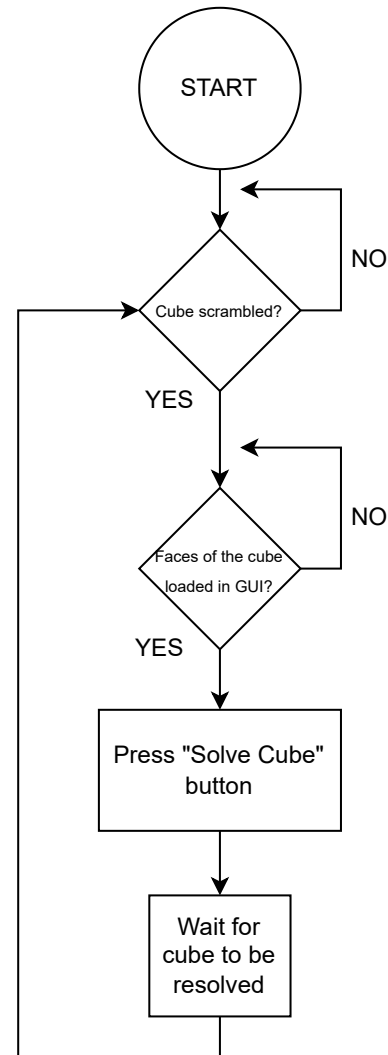 START
NO
Cube scrambled?
YES
NO
Faces of the cube
loaded in GUI?
YES
Press "Solve Cube"
button
Wait for
cube to be
resolved